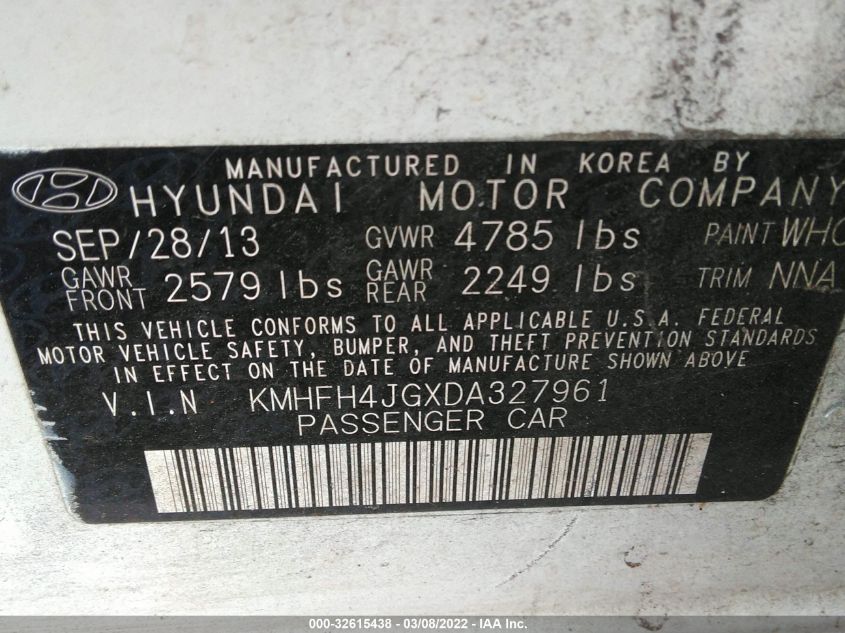 MANUFACTURED IN KOREA BY
HYUNDAI MOTOR COMPANY
SEP/28/13 GVWR 4785 lbs PAINT WHC
GAWR FRONT 2579 lbs GAWR REAR 2249 lbs TRIM NNA
THIS VEHICLE CONFORMS TO ALL APPLICABLE U.S.A. FEDERAL
MOTOR VEHICLE SAFETY, BUMPER, AND THEFT PREVENTION STANDARDS
IN EFFECT ON THE DATE OF MANUFACTURE SHOWN ABOVE
V.I.N KMHFH4JGXDA327961
PASSENGER CAR
000-32615438 - 03/08/2022 - IAA Inc.